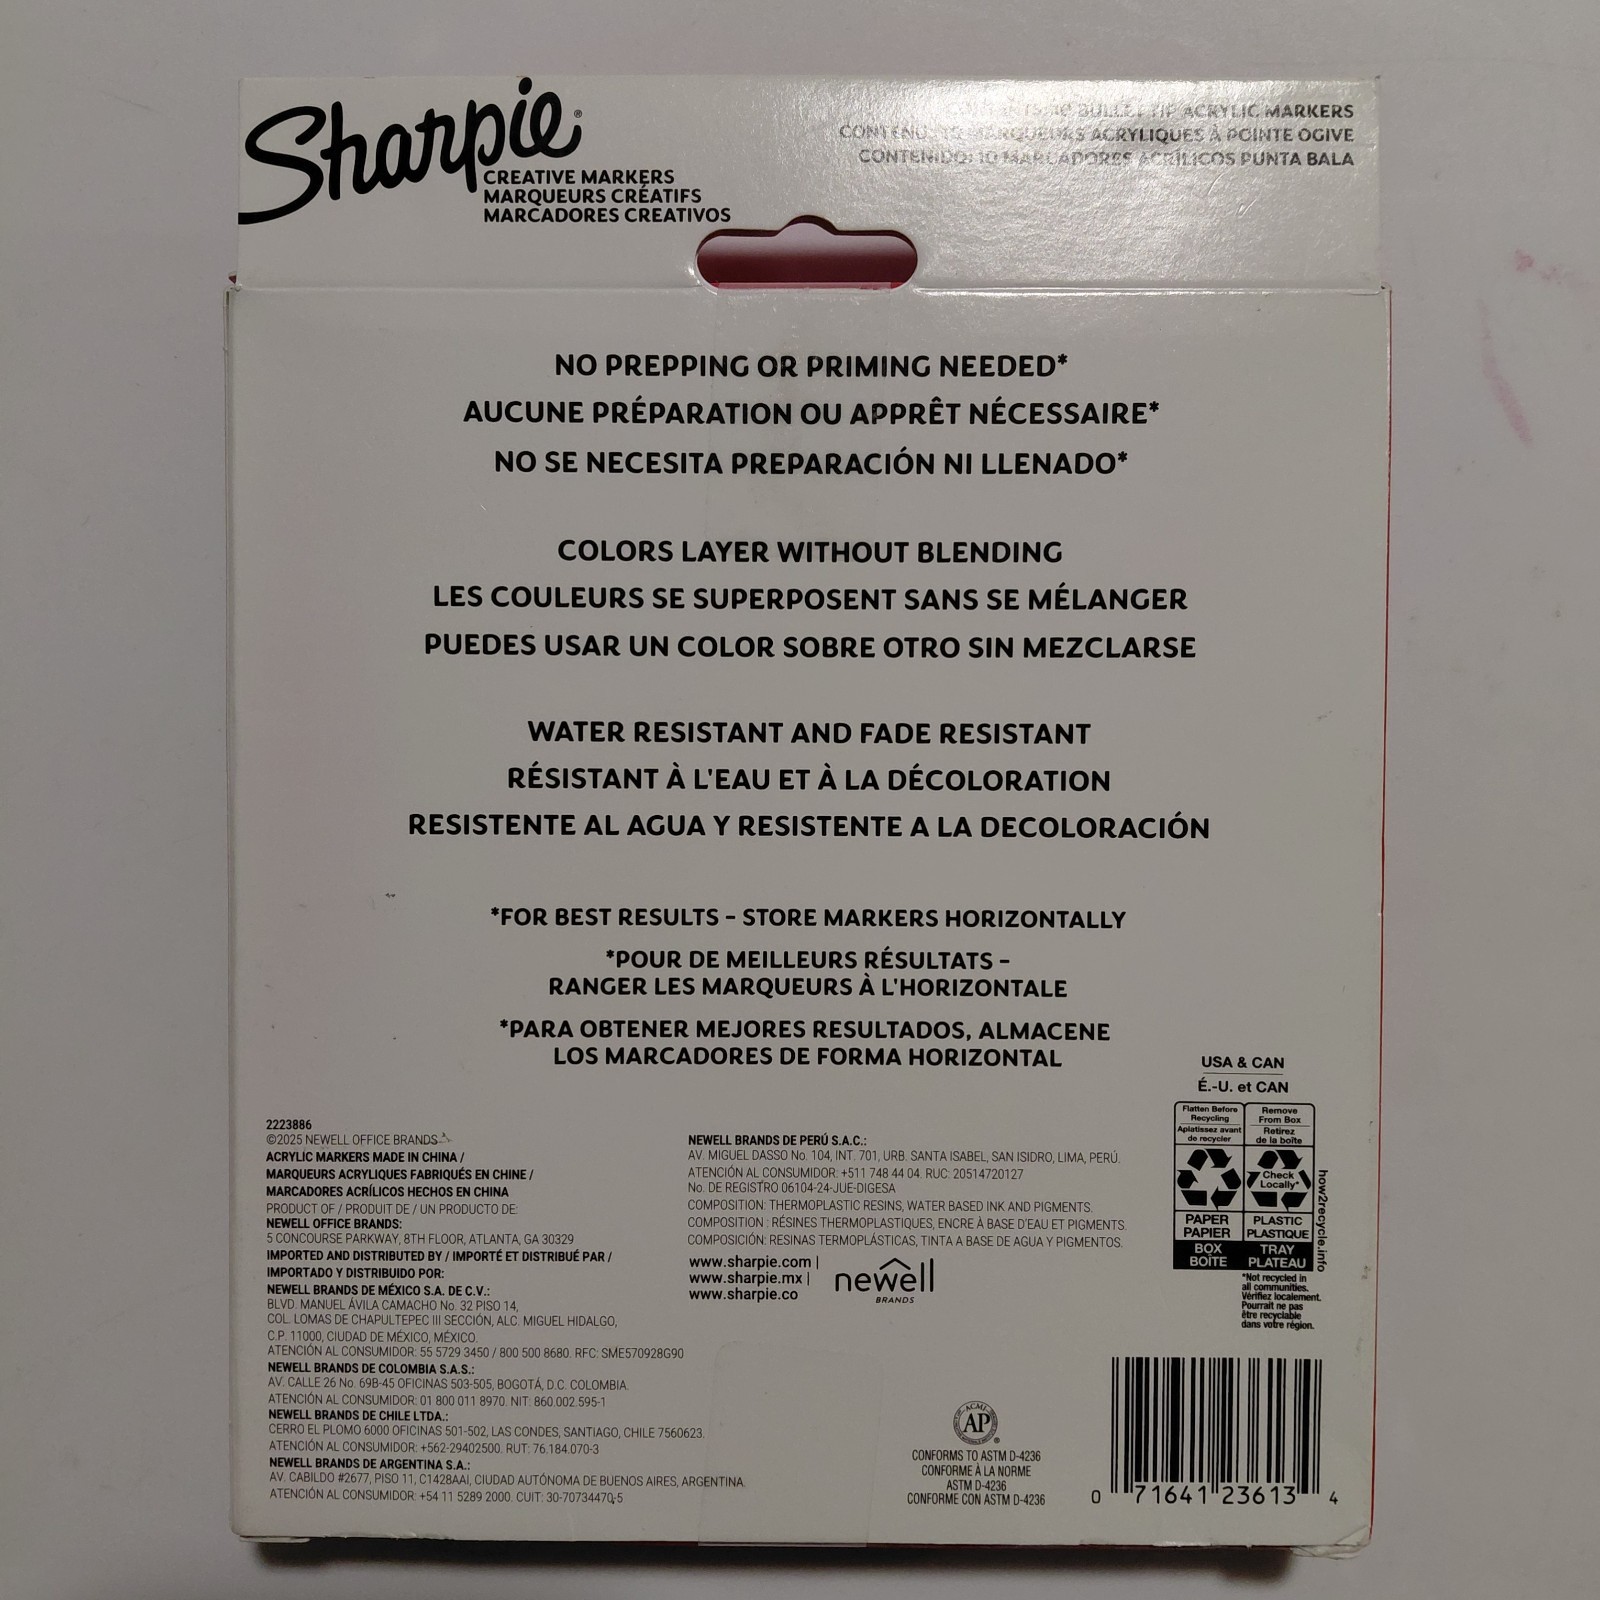 Sharpie®
CREATIVE MARKERS
MARQUEURS CRÉATIFS
MARCADORES CREATIVOS
10 BULLET TIP ACRYLIC MARKERS
CONTENU: 10 MARQUEURS ACRYLIQUES À POINTE OGIVE
CONTENIDO: 10 MARCADORES ACRÍLICOS PUNTA BALA
NO PREPPING OR PRIMING NEEDED*
AUCUNE PRÉPARATION OU APPRÊT NÉCESSAIRE*
NO SE NECESITA PREPARACIÓN NI LLENADO*
COLORS LAYER WITHOUT BLENDING
LES COULEURS SE SUPERPOSENT SANS SE MÉLANGER
PUEDES USAR UN COLOR SOBRE OTRO SIN MEZCLARSE
WATER RESISTANT AND FADE RESISTANT
RÉSISTANT À L'EAU ET À LA DÉCOLORATION
RESISTENTE AL AGUA Y RESISTENTE A LA DECOLORACIÓN
*FOR BEST RESULTS - STORE MARKERS HORIZONTALLY
*POUR DE MEILLEURS RÉSULTATS -
RANGER LES MARQUEURS À L'HORIZONTALE
*PARA OBTENER MEJORES RESULTADOS, ALMACENE
LOS MARCADORES DE FORMA HORIZONTAL
2223886
©2025 NEWELL OFFICE BRANDS
ACRYLIC MARKERS MADE IN CHINA /
MARQUEURS ACRYLIQUES FABRIQUÉS EN CHINE /
MARCADORES ACRÍLICOS HECHOS EN CHINA
PRODUCT OF / PRODUIT DE / UN PRODUCTO DE:
NEWELL OFFICE BRANDS:
5 CONCOURSE PARKWAY, 8TH FLOOR, ATLANTA, GA 30329
IMPORTED AND DISTRIBUTED BY / IMPORTÉ ET DISTRIBUÉ PAR /
IMPORTADO Y DISTRIBUIDO POR:
NEWELL BRANDS DE MÉXICO S.A. DE C.V.:
BLVD. MANUEL ÁVILA CAMACHO No. 32 PISO 14,
COL. LOMAS DE CHAPULTEPEC III SECCIÓN, ALC. MIGUEL HIDALGO,
C.P. 11000, CIUDAD DE MÉXICO, MÉXICO.
ATENCIÓN AL CONSUMIDOR: 55 5729 3450 / 800 500 8680. RFC: SME570928G90
NEWELL BRANDS DE COLOMBIA S.A.S.:
AV. CALLE 26 No. 69B-45 OFICINAS 503-505, BOGOTÁ, D.C. COLOMBIA.
ATENCIÓN AL CONSUMIDOR: 01 800 011 8970. NIT: 860.002.595-1
NEWELL BRANDS DE CHILE LTDA.:
CERRO EL PLOMO 6000 OFICINAS 501-502, LAS CONDES, SANTIAGO, CHILE 7560623.
ATENCIÓN AL CONSUMIDOR: +562-29402500. RUT: 76.184.070-3
NEWELL BRANDS DE ARGENTINA S.A.:
AV. CABILDO #2677, PISO 11, C1428AAI, CIUDAD AUTÓNOMA DE BUENOS AIRES, ARGENTINA.
ATENCIÓN AL CONSUMIDOR: +54 11 5289 2000. CUIT: 30-70734470-5
NEWELL BRANDS DE PERÚ S.A.C.:
AV. MIGUEL DASSO No. 104, INT. 701, URB. SANTA ISABEL, SAN ISIDRO, LIMA, PERÚ.
ATENCIÓN AL CONSUMIDOR: +511 748 44 04. RUC: 20514720127
No. DE REGISTRO 06104-24-JUE-DIGESA
COMPOSITION: THERMOPLASTIC RESINS, WATER BASED INK AND PIGMENTS.
COMPOSITION : RÉSINES THERMOPLASTIQUES, ENCRE À BASE D'EAU ET PIGMENTS.
COMPOSICIÓN: RESINAS TERMOPLÁSTICAS, TINTA A BASE DE AGUA Y PIGMENTOS.
www.sharpie.com |
www.sharpie.mx |
www.sharpie.co
newell
BRANDS
USA & CAN
É.-U. et CAN
Flatten Before
Recycling
Aplatissez avant
de recycler
PAPER
PAPIER
BOX
BOÎTE
Remove
From Box
Retirez
de la boîte
Check
Locally*
PLASTIC
PLASTIQUE
TRAY
PLATEAU
how2recycle.info
*Not recycled in
all communities.
Vérifiez localement.
Pourrait ne pas
être recyclable
dans votre région.
ACMI
AP
®
CONFORMS TO ASTM D-4236
CONFORME À LA NORME
ASTM D-4236
CONFORME CON ASTM D-4236
0 71641 23613 4